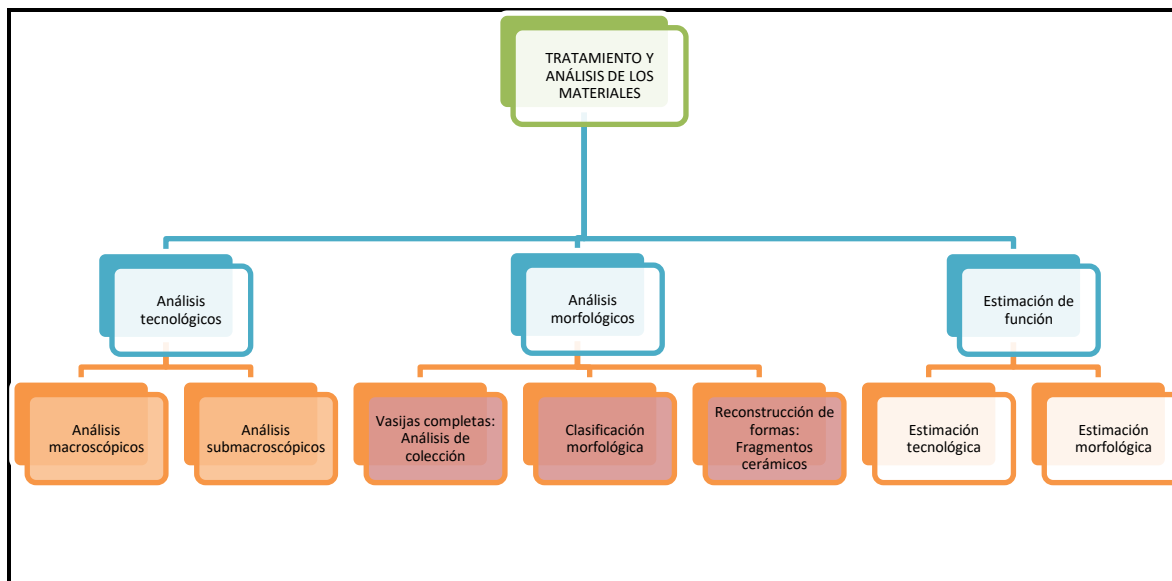 TRATAMIENTO Y
ANÁLISIS DE LOS
MATERIALES
Análisis
tecnológicos
Análisis
morfológicos
Estimación de
función
Análisis
macroscópicos
Análisis
submacroscópicos
Vasijas completas:
Análisis de
colección
Clasificación
morfológica
Reconstrucción de
formas:
Fragmentos
cerámicos
Estimación
tecnológica
Estimación
morfológica